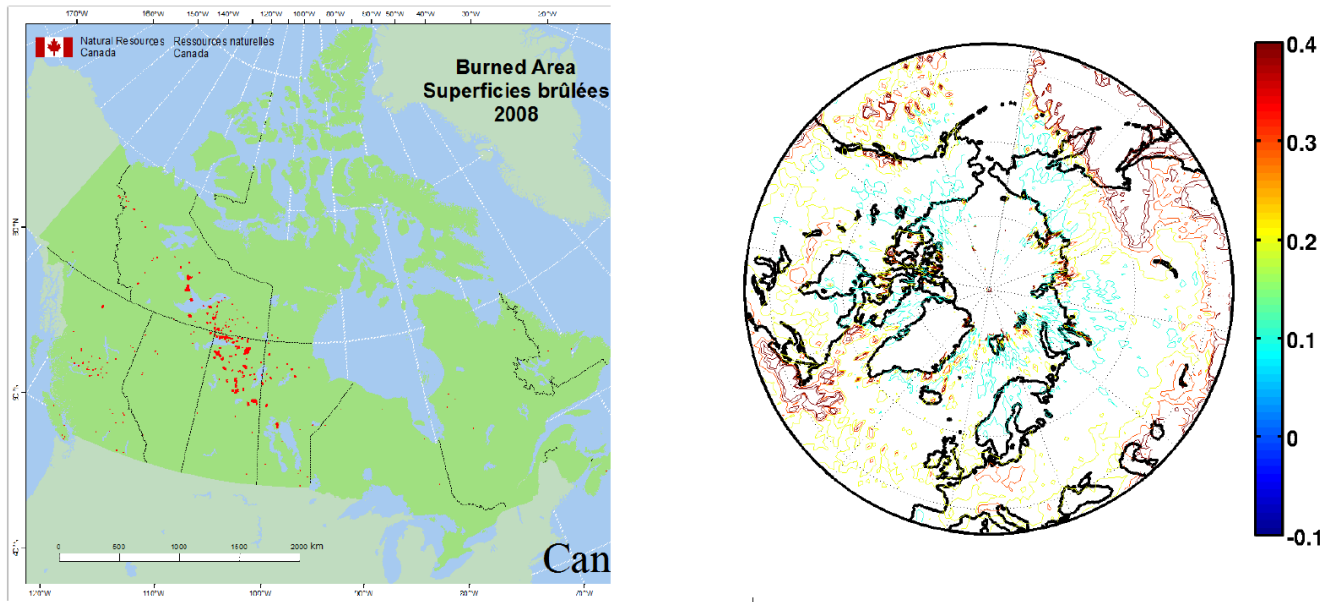 170°W 160°W 150°W 140°W 120°W 100°W 80°W 60°W 50°W 40°W 30°W 20°W
Natural Resources Ressources naturelles
Canada Canada
Burned Area
Superficies brûlées
2008
0 500 1000 1500 2000 km
Can
120°W 110°W 100°W 90°W 80°W 70°W
0.4
0.3
0.2
0.1
0
-0.1